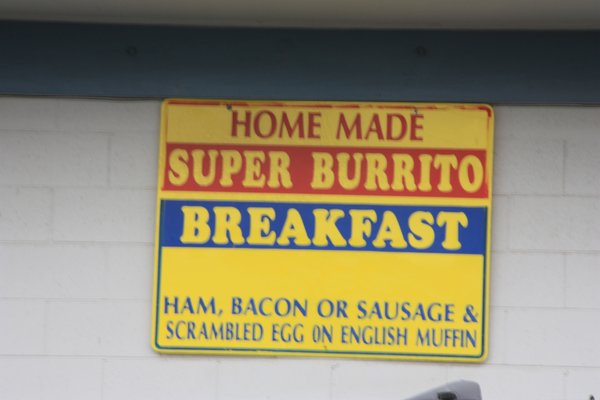 HOME MADE
SUPER BURRITO
BREAKFAST
HAM, BACON OR SAUSAGE &
SCRAMBLED EGG ON ENGLISH MUFFIN